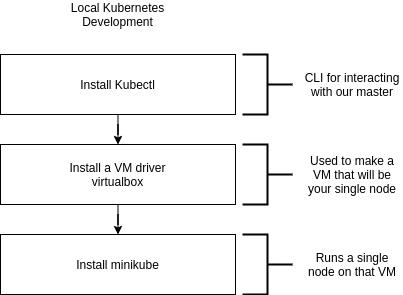 Local Kubernetes
Development
Install Kubectl
CLI for interacting
with our master
Install a VM driver
virtualbox
Used to make a
VM that will be
your single node
Install minikube
Runs a single
node on that VM